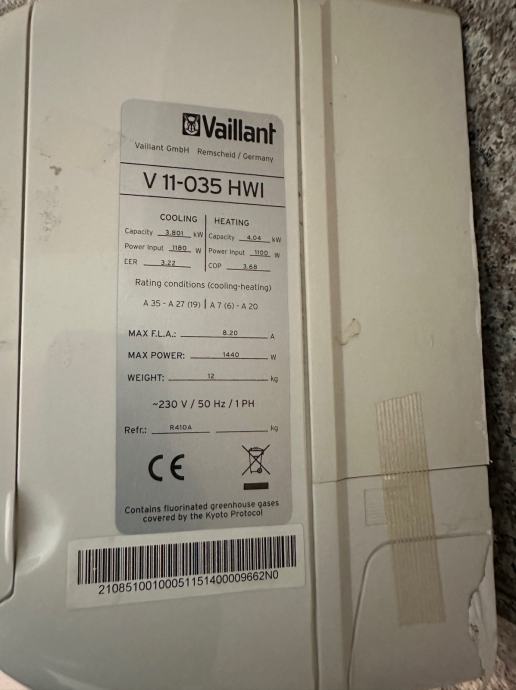 Vaillant
Vaillant GmbH Remscheid / Germany
V 11-035 HWI
COOLING HEATING
Capacity 3.801 kW Capacity 4.04 kW
Power Input 1180 W Power Input 1100 W
EER 3.22 COP 3.68
Rating conditions (cooling-heating)
A 35 - A 27 (19) | A 7 (6) - A 20
MAX F.L.A.: 8.20 A
MAX POWER: 1440 W
WEIGHT: 12 kg
~230 V / 50 Hz / 1 PH
Refr.: R410A kg
CE
Contains fluorinated greenhouse gases
covered by the Kyoto Protocol
21085100100051151400009662N0